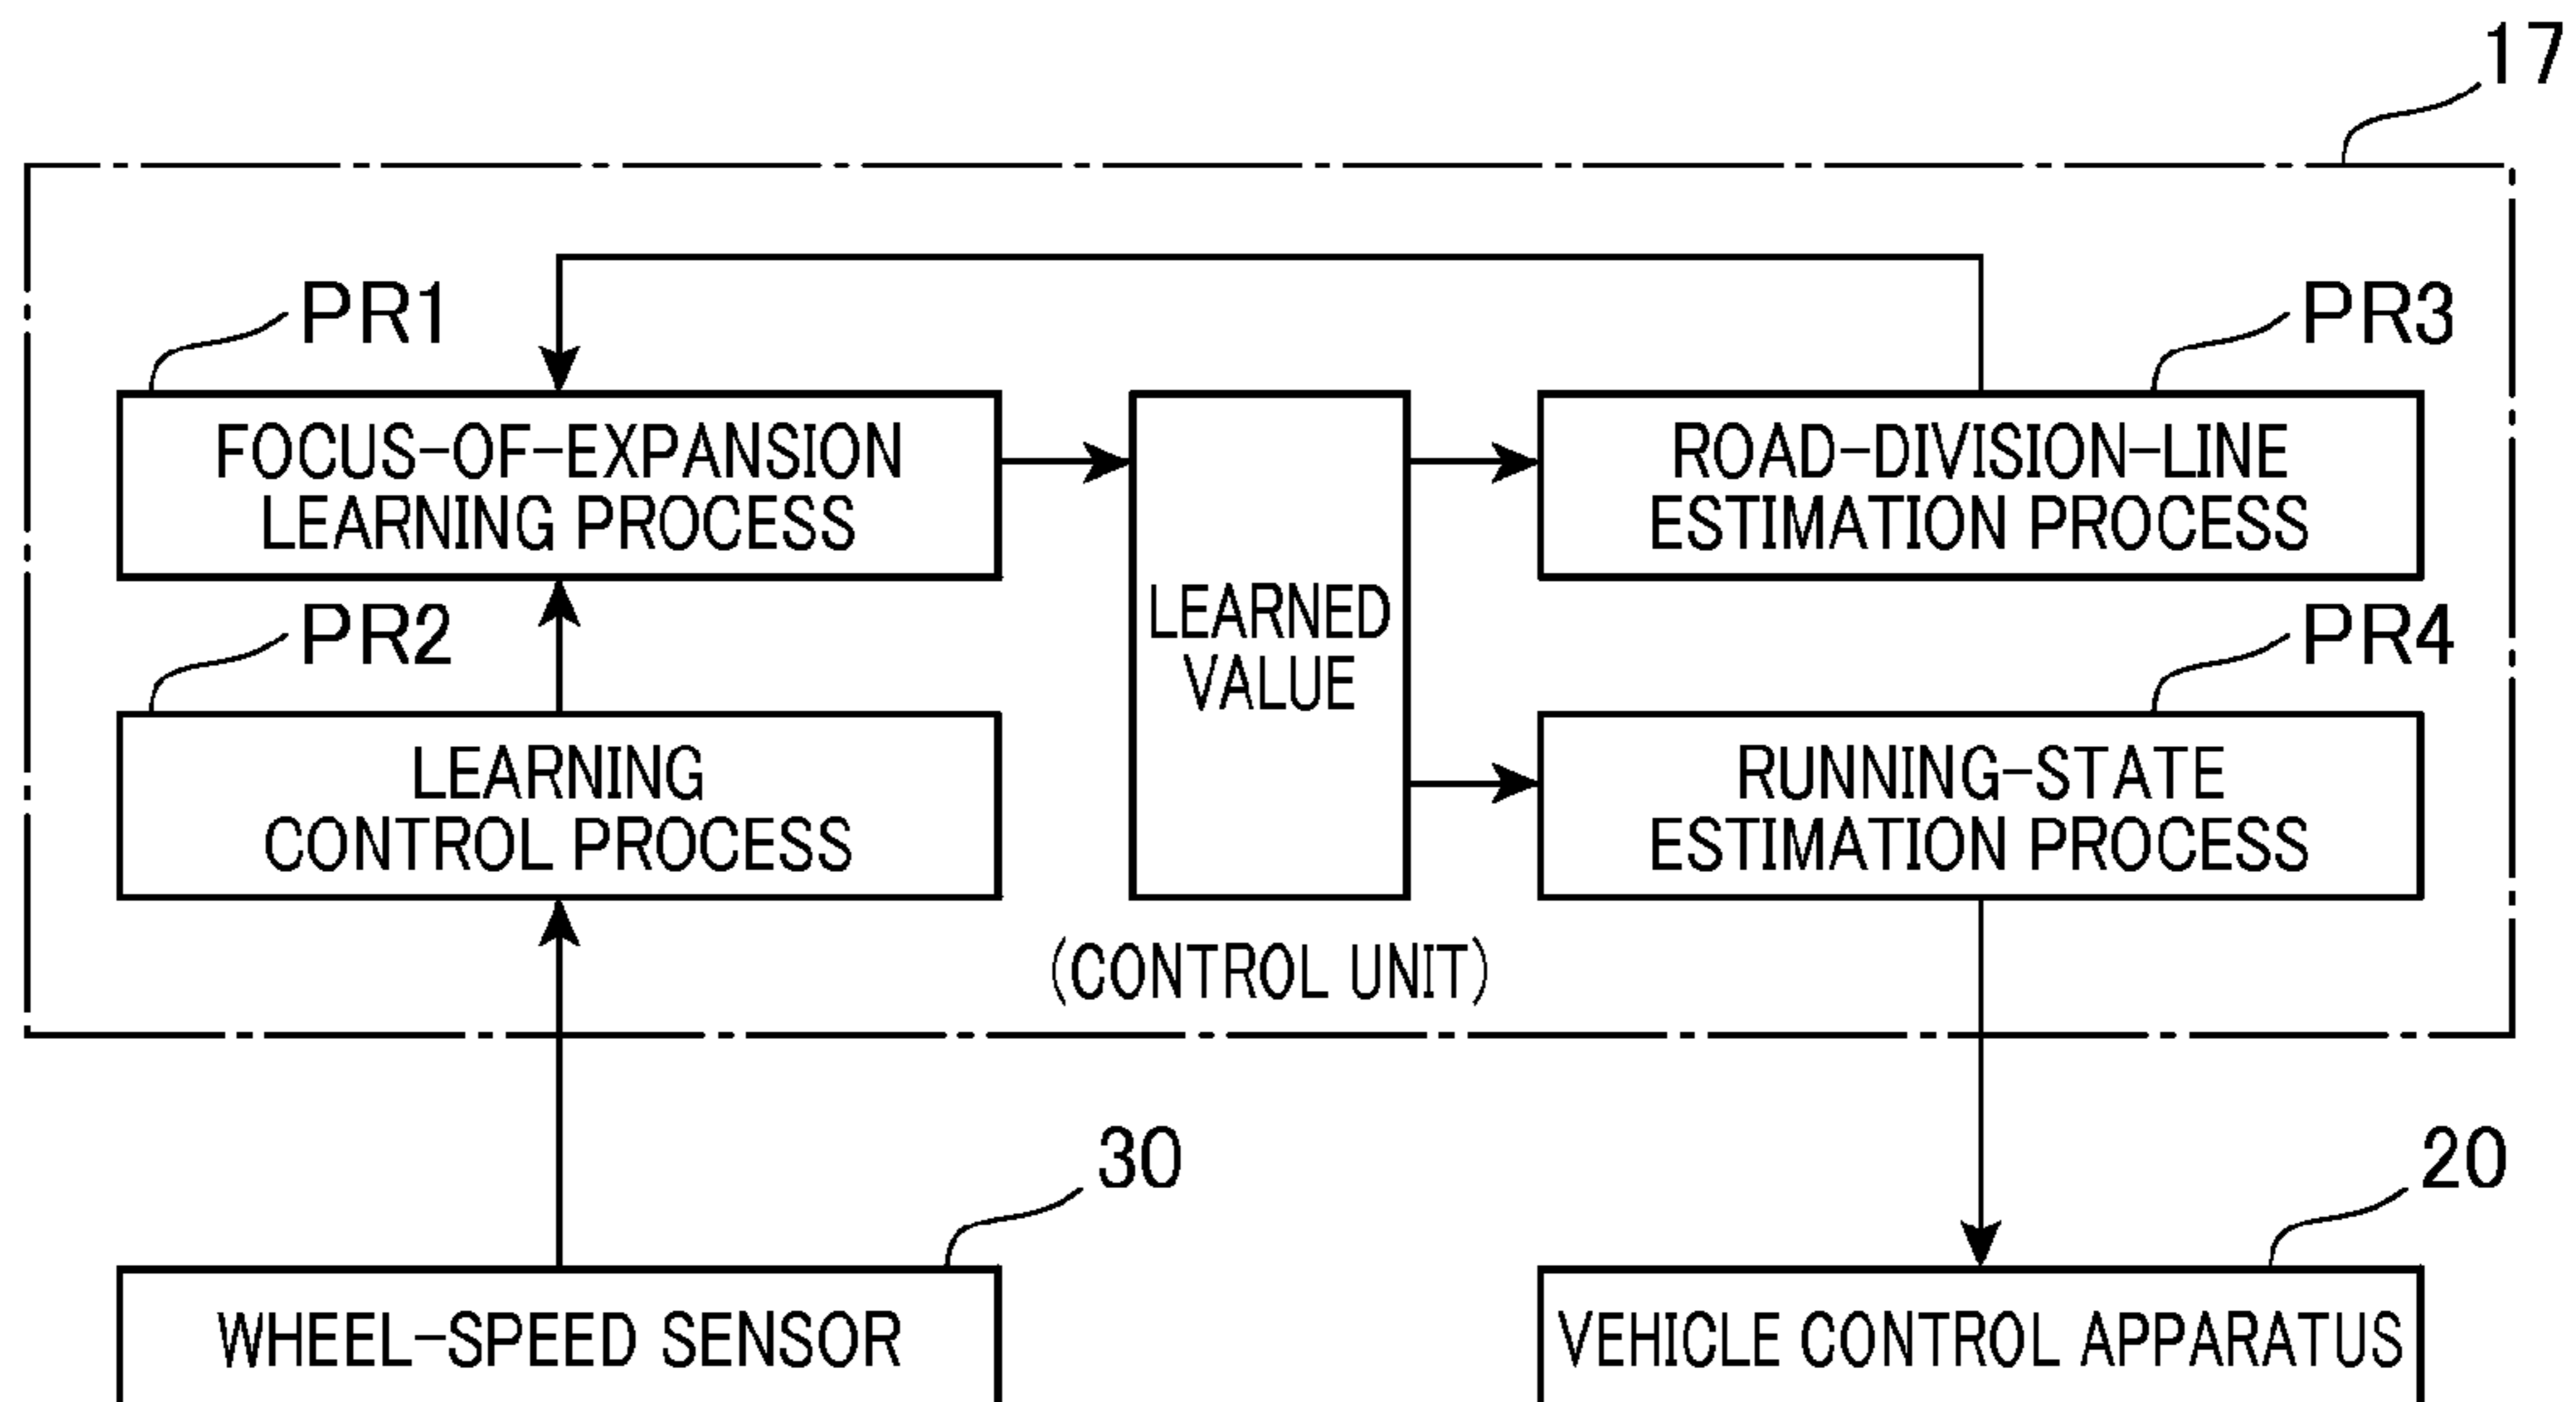 17
PR1
PR3
FOCUS-OF-EXPANSION
LEARNING PROCESS
ROAD-DIVISION-LINE
ESTIMATION PROCESS
LEARNED
VALUE
PR2
PR4
LEARNING
CONTROL PROCESS
RUNNING-STATE
ESTIMATION PROCESS
(CONTROL UNIT)
30
20
WHEEL-SPEED SENSOR
VEHICLE CONTROL APPARATUS